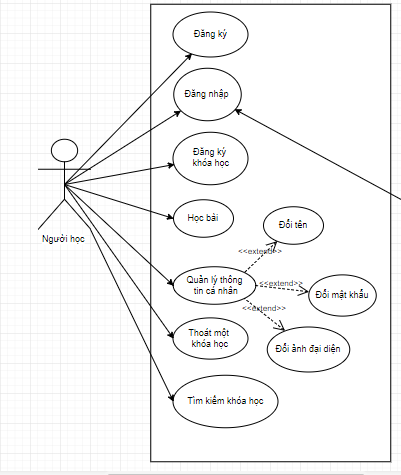 Đăng ký
Đăng nhập
Đăng ký
khóa học
Học bài
Người học
Đổi tên
<<extend>>
Quản lý thông
tin cá nhân
<<extend>>
Đổi mật khẩu
<<extend>>
Thoát một
khóa học
Đổi ảnh đại diện
Tìm kiếm khóa học